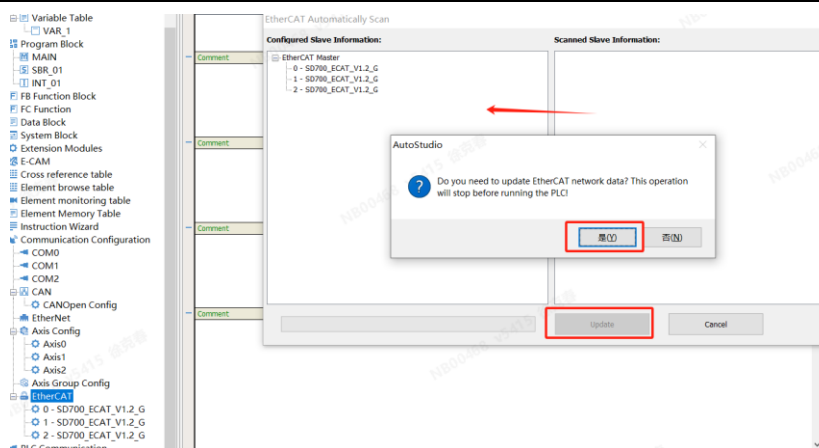 Variable Table
VAR_1
Program Block
MAIN
SBR_01
INT_01
FB Function Block
FC Function
Data Block
System Block
Extension Modules
E-CAM
Cross reference table
Element browse table
Element monitoring table
Element Memory Table
Instruction Wizard
Communication Configuration
COM0
COM1
COM2
CAN
CANOpen Config
EtherNet
Axis Config
Axis0
Axis1
Axis2
Axis Group Config
EtherCAT
0 - SD700_ECAT_V1.2_G
1 - SD700_ECAT_V1.2_G
2 - SD700_ECAT_V1.2_G
PLC Communication
Comment
Comment
Comment
Comment
EtherCAT Automatically Scan
Configured Slave Information:
Scanned Slave Information:
EtherCAT Master
0 - SD700_ECAT_V1.2_G
1 - SD700_ECAT_V1.2_G
2 - SD700_ECAT_V1.2_G
AutoStudio
Do you need to update EtherCAT network data? This operation
will stop before running the PLC!
是(Y)
否(N)
Update
Cancel